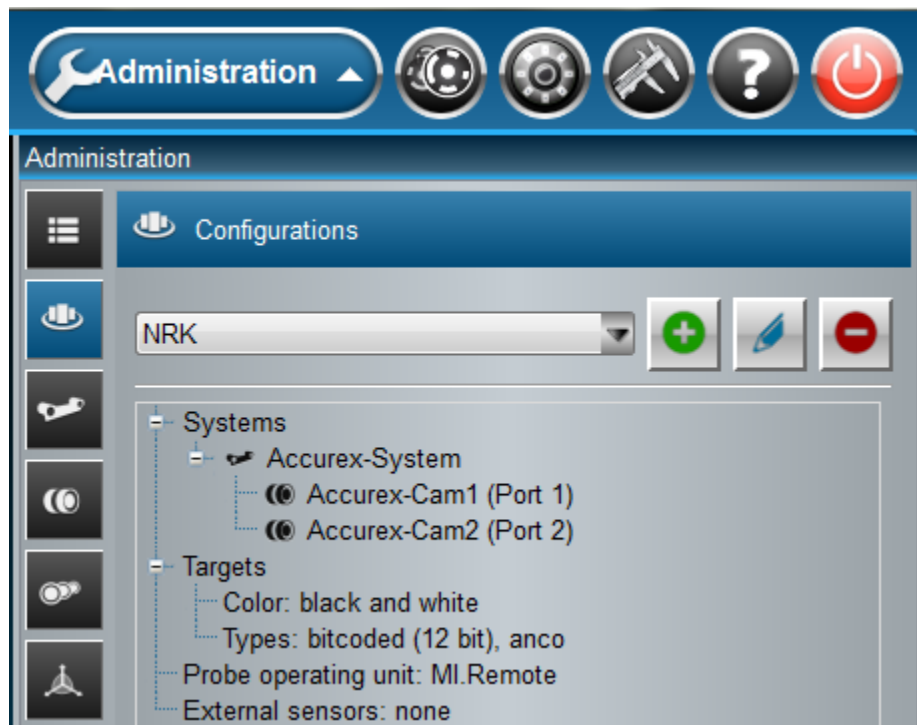 Administration
?
Administration
Configurations
NRK
Systems
Accurex-System
Accurex-Cam1 (Port 1)
Accurex-Cam2 (Port 2)
Targets
Color: black and white
Types: bitcoded (12 bit), anco
Probe operating unit: MI.Remote
External sensors: none